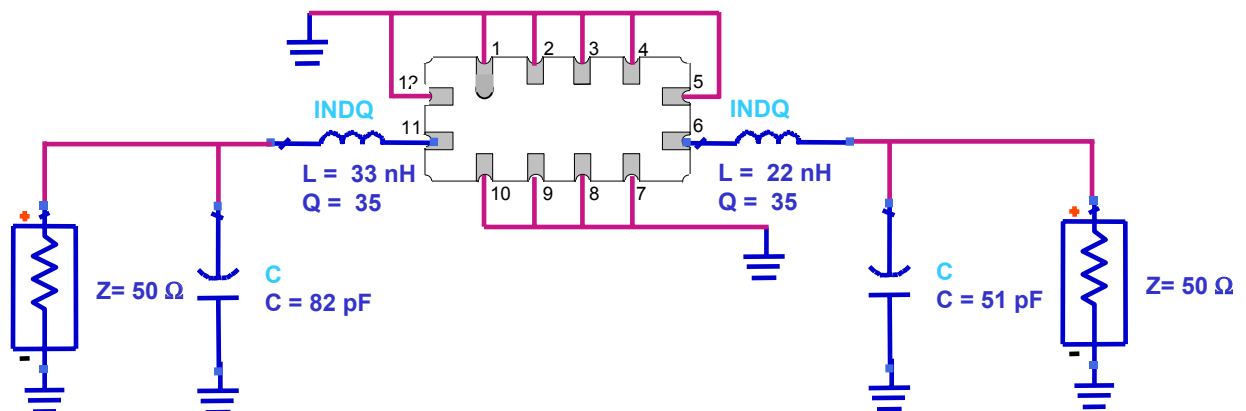 1
2
3
4
12
5
INDQ
INDQ
11
6
L = 33 nH
Q = 35
L = 22 nH
Q = 35
10
9
8
7
+
+
C
C = 82 pF
C
C = 51 pF
Z= 50 Ω
Z= 50 Ω
-
-